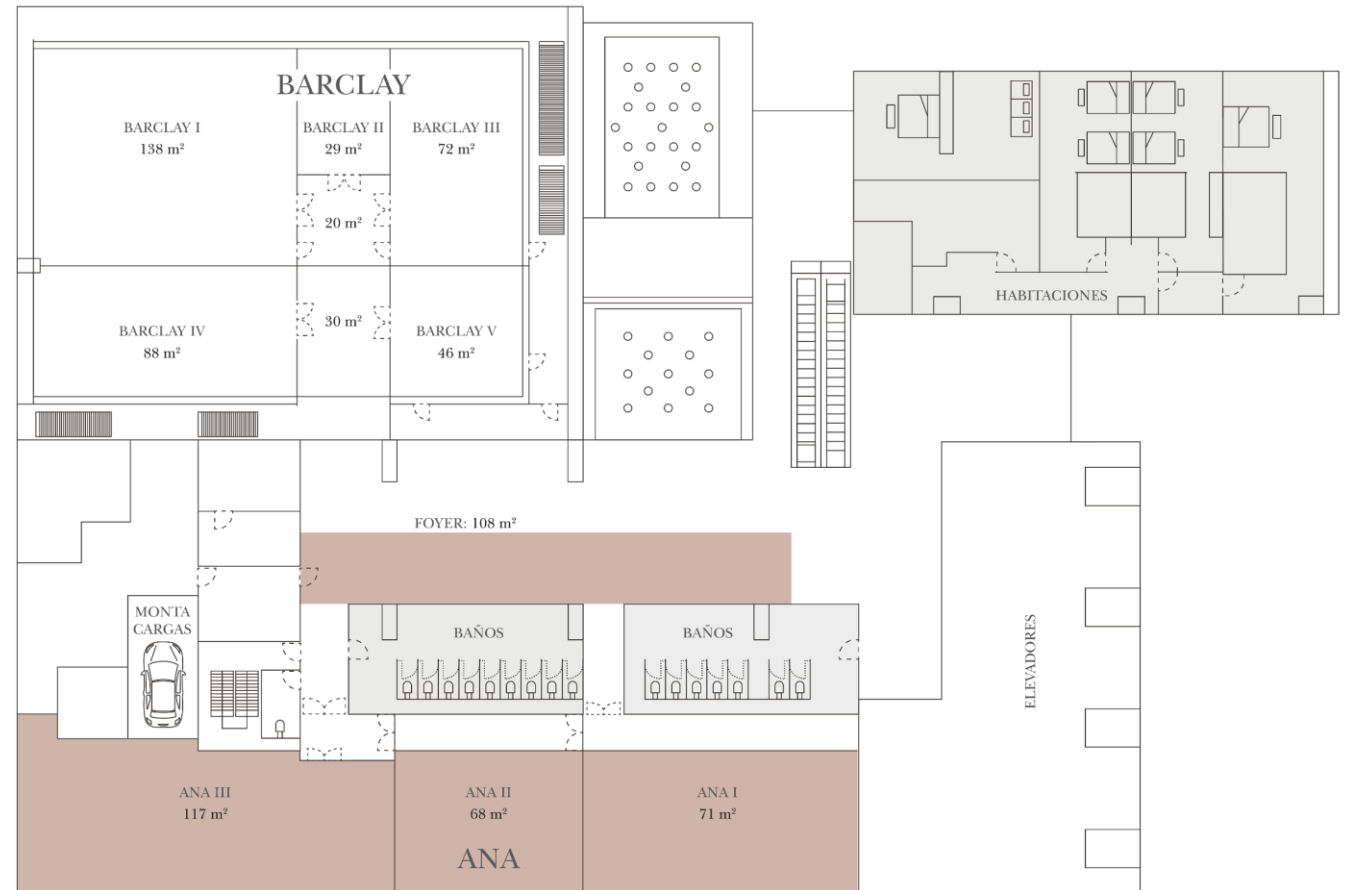 BARCLAY
BARCLAY I
138 m²
BARCLAY II
29 m²
BARCLAY III
72 m²
20 m²
30 m²
BARCLAY IV
88 m²
BARCLAY V
46 m²
HABITACIONES
FOYER: 108 m²
MONTA
CARGAS
BAÑOS
BAÑOS
ELEVADORES
ANA III
117 m²
ANA II
68 m²
ANA I
71 m²
ANA